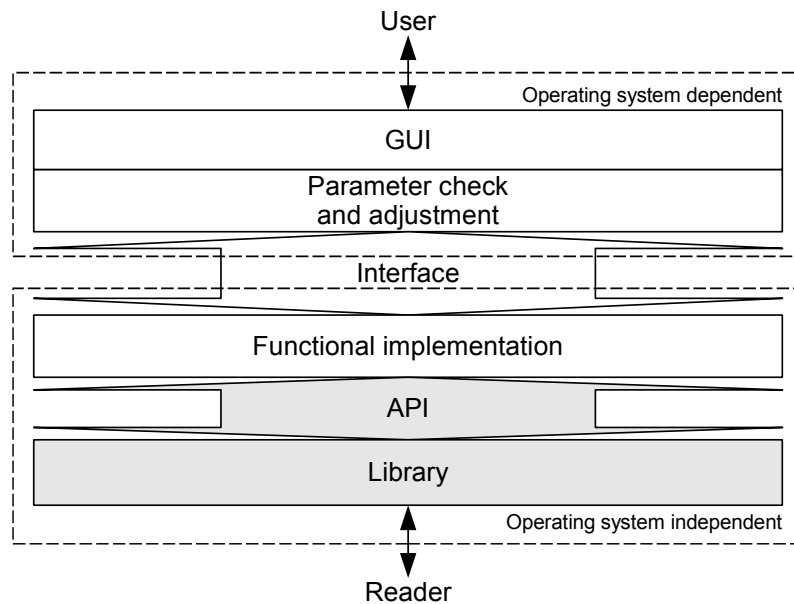 User
Operating system dependent
GUI
Parameter check
and adjustment
Interface
Functional implementation
API
Library
Operating system independent
Reader